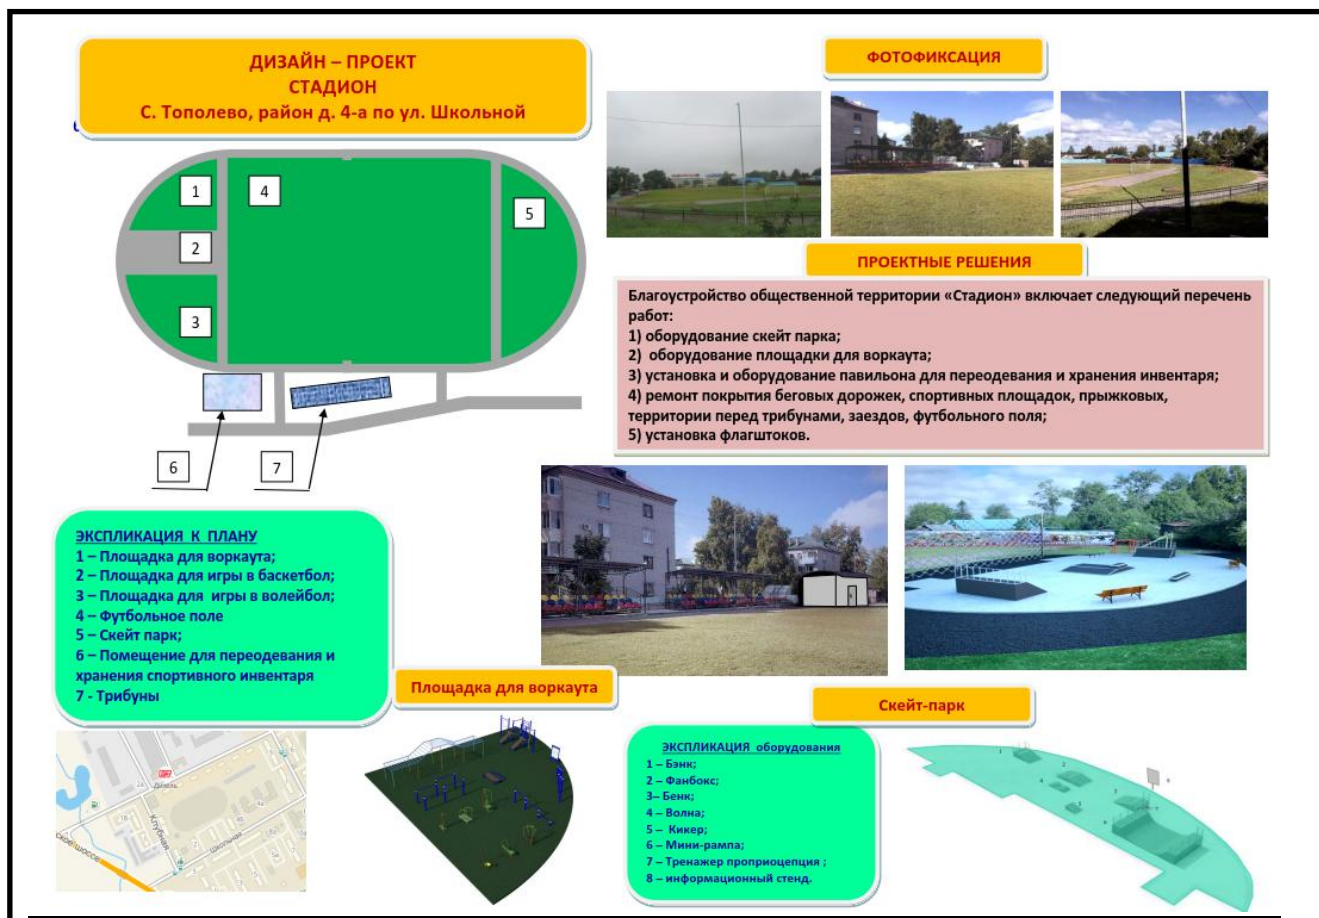 ДИЗАЙН – ПРОЕКТ
СТАДИОН
С. Тополево, район д. 4-а по ул. Школьной
1
2
3
4
5
6
7
ФОТОФИКСАЦИЯ
ПРОЕКТНЫЕ РЕШЕНИЯ
Благоустройство общественной территории «Стадион» включает следующий перечень
работ:
1) оборудование скейт парка;
2) оборудование площадки для воркаута;
3) установка и оборудование павильона для переодевания и хранения инвентаря;
4) ремонт покрытия беговых дорожек, спортивных площадок, прыжковых,
территории перед трибунами, заездов, футбольного поля;
5) установка флагштоков.
ЭКСПЛИКАЦИЯ К ПЛАНУ
1 – Площадка для воркаута;
2 – Площадка для игры в баскетбол;
3 – Площадка для игры в волейбол;
4 – Футбольное поле
5 – Скейт парк;
6 – Помещение для переодевания и
хранения спортивного инвентаря
7 - Трибуны
Площадка для воркаута
Скейт-парк
ЭКСПЛИКАЦИЯ оборудования
1 – Бэнк;
2 – Фанбокс;
3– Бенк;
4 – Волна;
5 – Кикер;
6 – Мини-рампа;
7 – Тренажер проприоцепция ;
8 – информационный стенд.
Дизель
Клубная
Школьная
ское шоссе